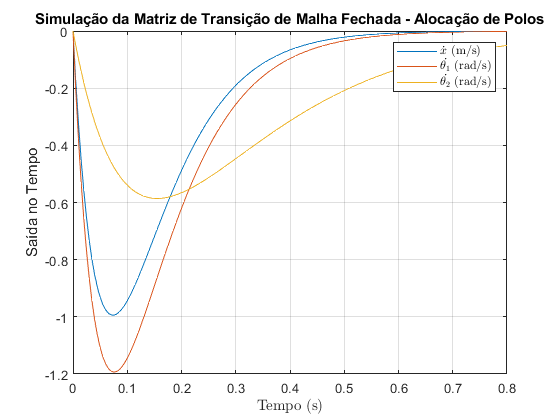 Simulação da Matriz de Transição de Malha Fechada - Alocação de Polos
ẋ (m/s)
θ̇₁ (rad/s)
θ̇₂ (rad/s)
Saída no Tempo
0
-0.2
-0.4
-0.6
-0.8
-1
-1.2
0 0.1 0.2 0.3 0.4 0.5 0.6 0.7 0.8
Tempo (s)